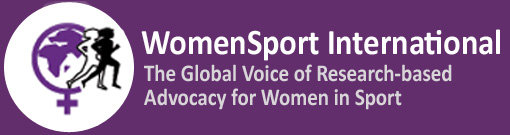 WomenSport International
The Global Voice of Research-based
Advocacy for Women in Sport